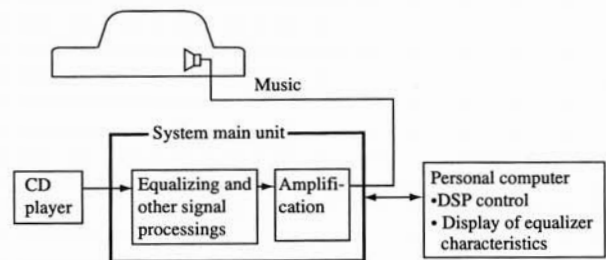 Music
System main unit
CD
player
Equalizing and
other signal
processings
Amplifi-
cation
Personal computer
•DSP control
• Display of equalizer
characteristics